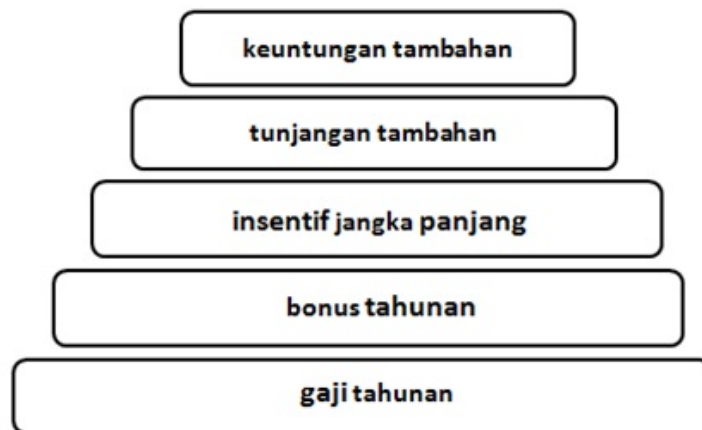 keuntungan tambahan
tunjangan tambahan
insentif jangka panjang
bonus tahunan
gaji tahunan